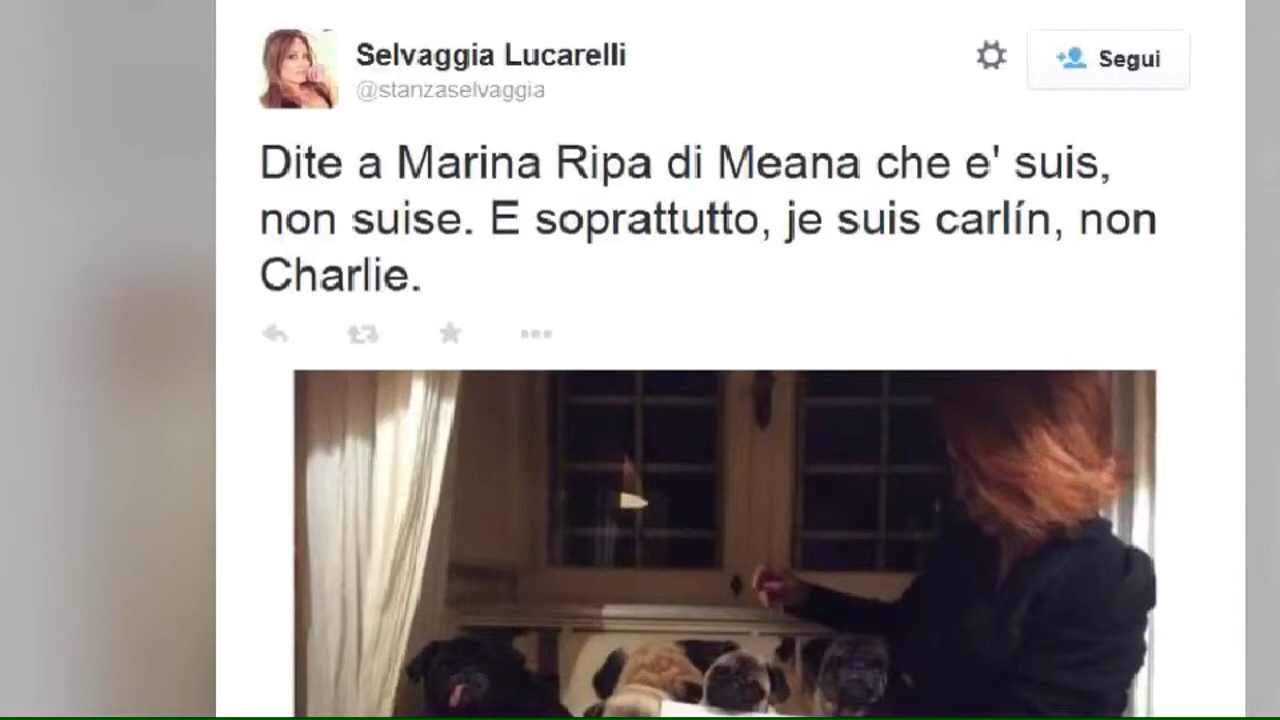 Selvaggia Lucarelli
@stanzaselvaggia
Segui
Dite a Marina Ripa di Meana che e' suis,
non suise. E soprattutto, je suis carlín, non
Charlie.